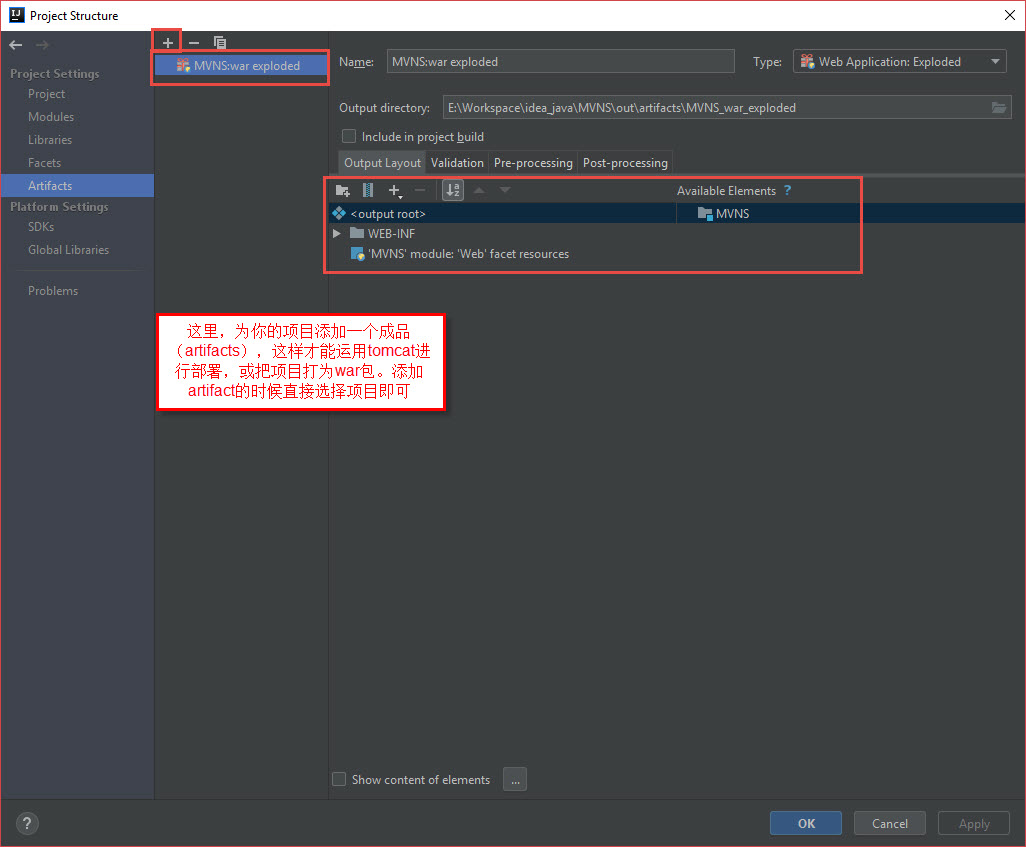 Project Structure
Project Settings
Project
Modules
Libraries
Facets
Artifacts
Platform Settings
SDKs
Global Libraries
Problems
MVNS:war exploded
Name: MVNS:war exploded Type: Web Application: Exploded
Output directory: E:\Workspace\idea_java\MVNS\out\artifacts\MVNS_war_exploded
Include in project build
Output Layout Validation Pre-processing Post-processing
Available Elements ?
<output root> MVNS
WEB-INF
'MVNS' module: 'Web' facet resources
这里，为你的项目添加一个成品
（artifacts），这样才能运用tomcat进
行部署，或把项目打为war包。添加
artifact的时候直接选择项目即可
Show content of elements ...
? OK Cancel Apply